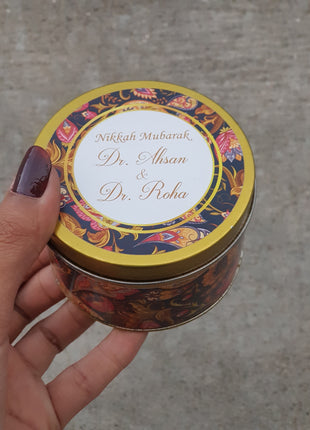 Nikkah Mubarak
Dr. Ahsan
&
Dr. Roha